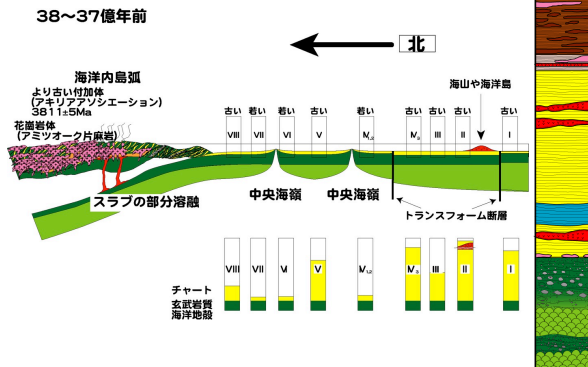 38〜37億年前
北
海洋内島弧
より古い付加体
(アキリアアソシエーション)
3811±5Ma
花崗岩体
(アミツオーク片麻岩)
海山や海洋島
古い 若い 若い 古い 若い 古い 古い 古い 古い
VIII VII VI V IV1,2 IV3 III II I
スラブの部分溶融
中央海嶺 中央海嶺
トランスフォーム断層
VIII VII VI V IV1,2 IV3 III II I
チャート
玄武岩質
海洋地殻